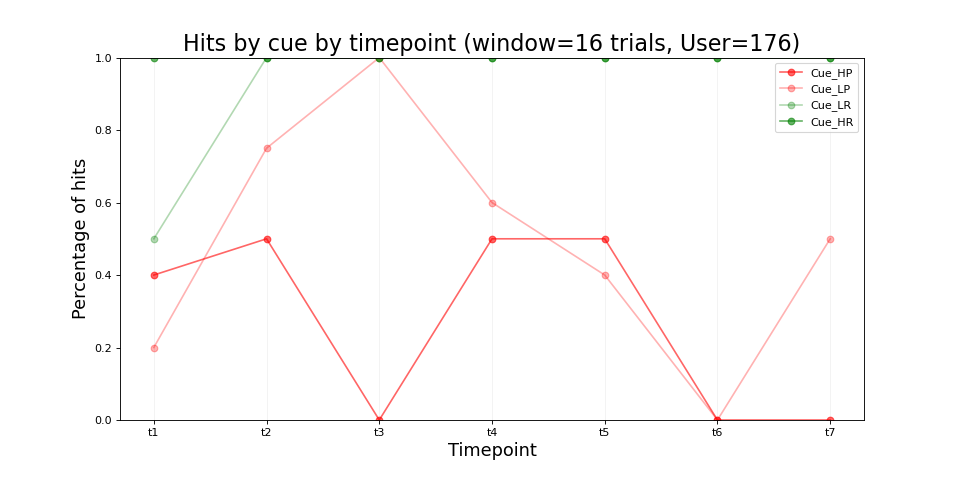 Hits by cue by timepoint (window=16 trials, User=176)
Percentage of hits
1.0
0.8
0.6
0.4
0.2
0.0
Cue_HP
Cue_LP
Cue_LR
Cue_HR
t1 t2 t3 t4 t5 t6 t7
Timepoint